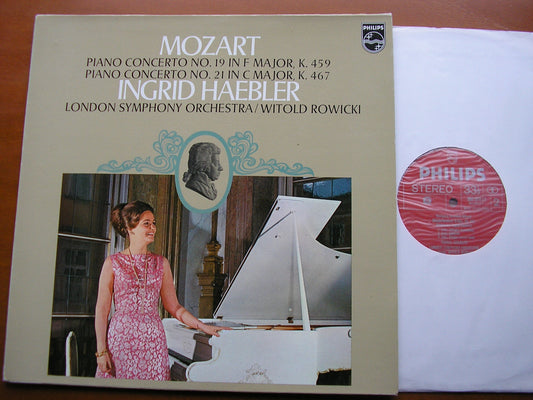 PHILIPS
MOZART
PIANO CONCERTO NO. 19 IN F MAJOR, K. 459
PIANO CONCERTO NO. 21 IN C MAJOR, K. 467
INGRID HAEBLER
LONDON SYMPHONY ORCHESTRA/WITOLD ROWICKI
PHILIPS
STEREO
33⅓